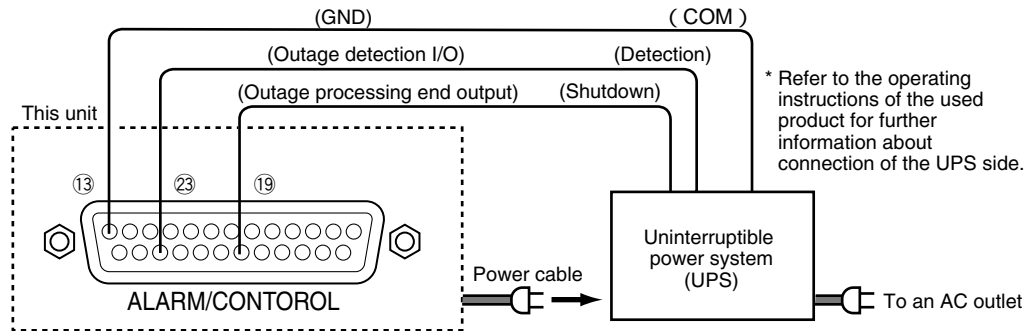 (GND)
( COM )
(Outage detection I/O)
(Detection)
(Outage processing end output)
(Shutdown)
* Refer to the operating
instructions of the used
product for further
information about
connection of the UPS side.
This unit
⑬
㉓
⑲
ALARM/CONTOROL
Power cable
Uninterruptible
power system
(UPS)
To an AC outlet